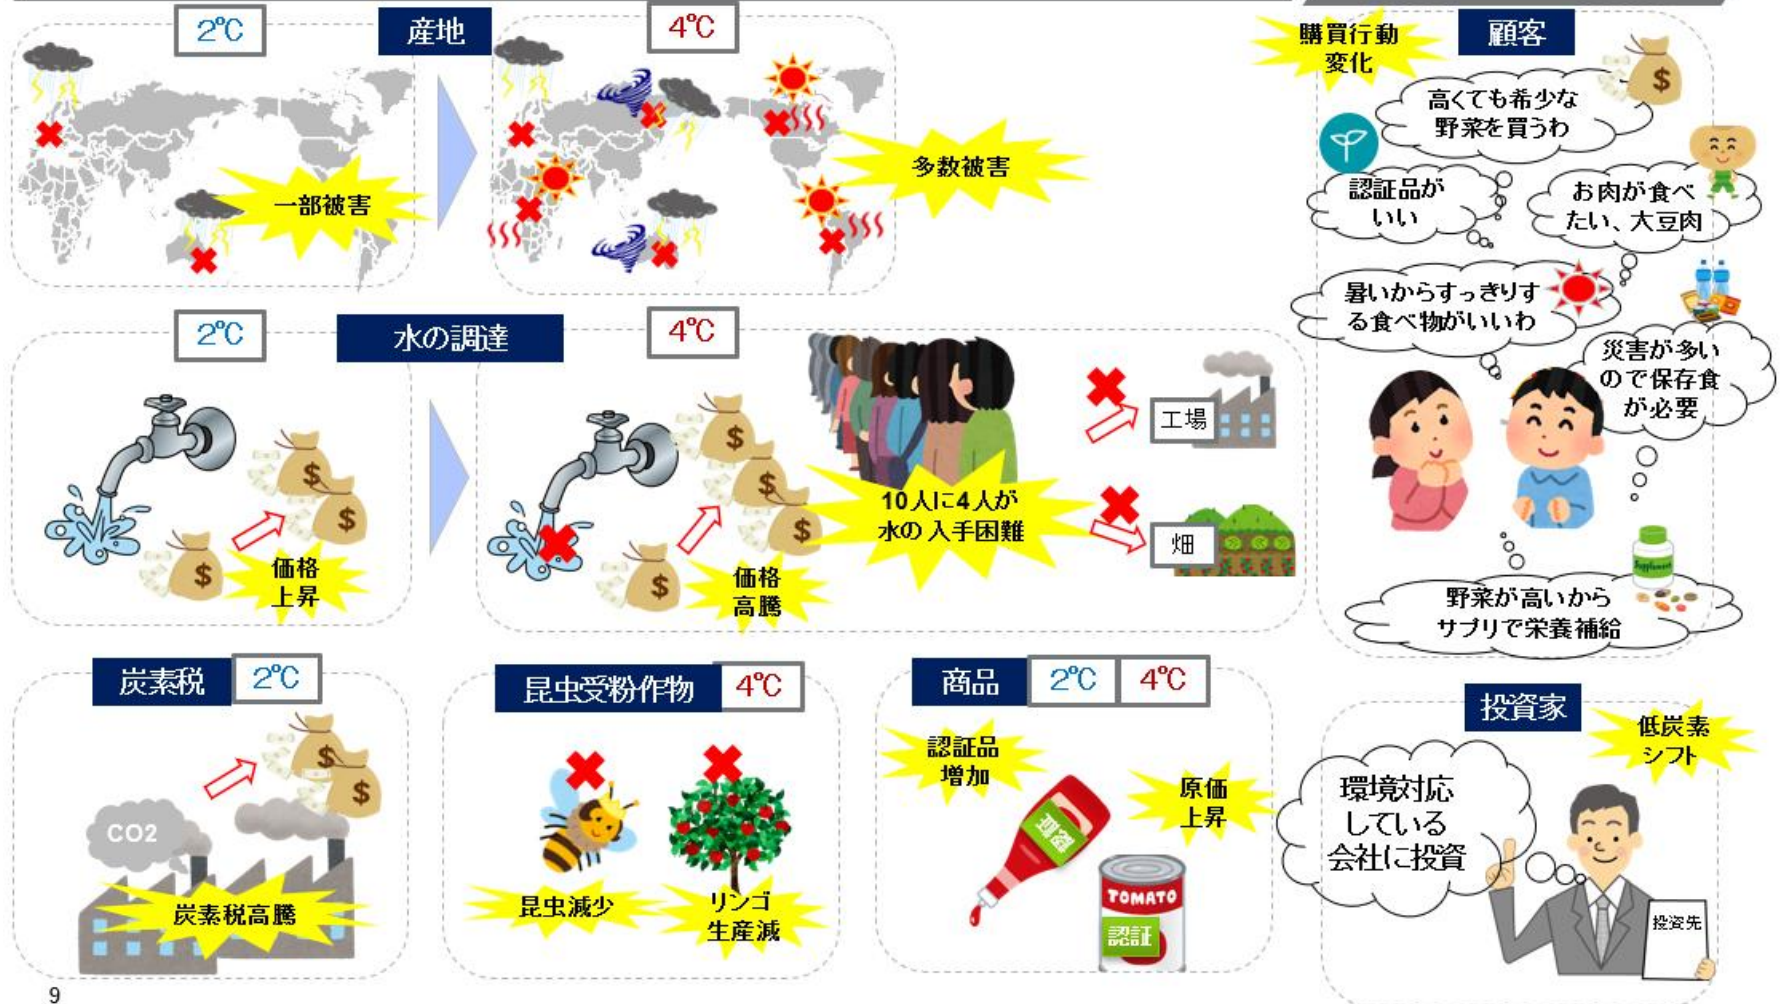 2℃
産地
4℃
一部被害
多数被害
2℃
水の調達
4℃
価格
上昇
価格
高騰
10人に4人が
水の入手困難
工場
畑
炭素税
2℃
CO2
炭素税高騰
昆虫受粉作物
4℃
昆虫減少
リンゴ
生産減
商品
2℃
4℃
認証品
増加
原価
上昇
認証
TOMATO
認証
購買行動
変化
顧客
高くても希少な
野菜を買うわ
認証品が
いい
お肉が食べ
たい、大豆肉
暑いからすっきりす
る食べ物がいいわ
災害が多い
ので保存食
が必要
Supplement
野菜が高いから
サプリで栄養補給
投資家
低炭素
シフト
環境対応
している
会社に投資
投資先
9